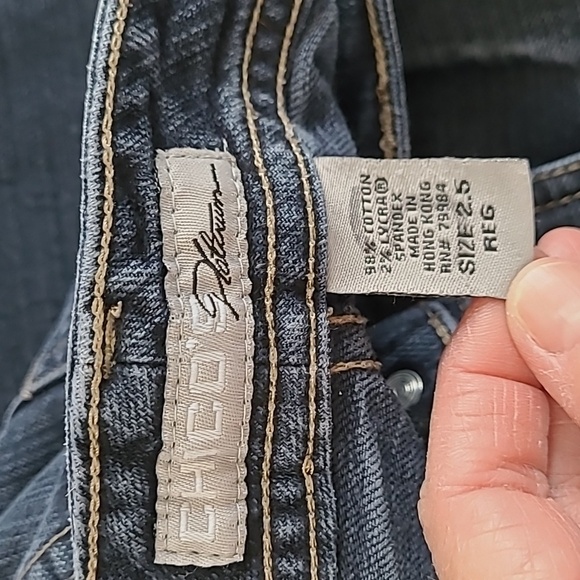 CHICO'S
Platinum
98% COTTON
2% LYCRA®
SPANDEX
MADE IN
HONG KONG
RN# 79984
SIZE 2.5
REG